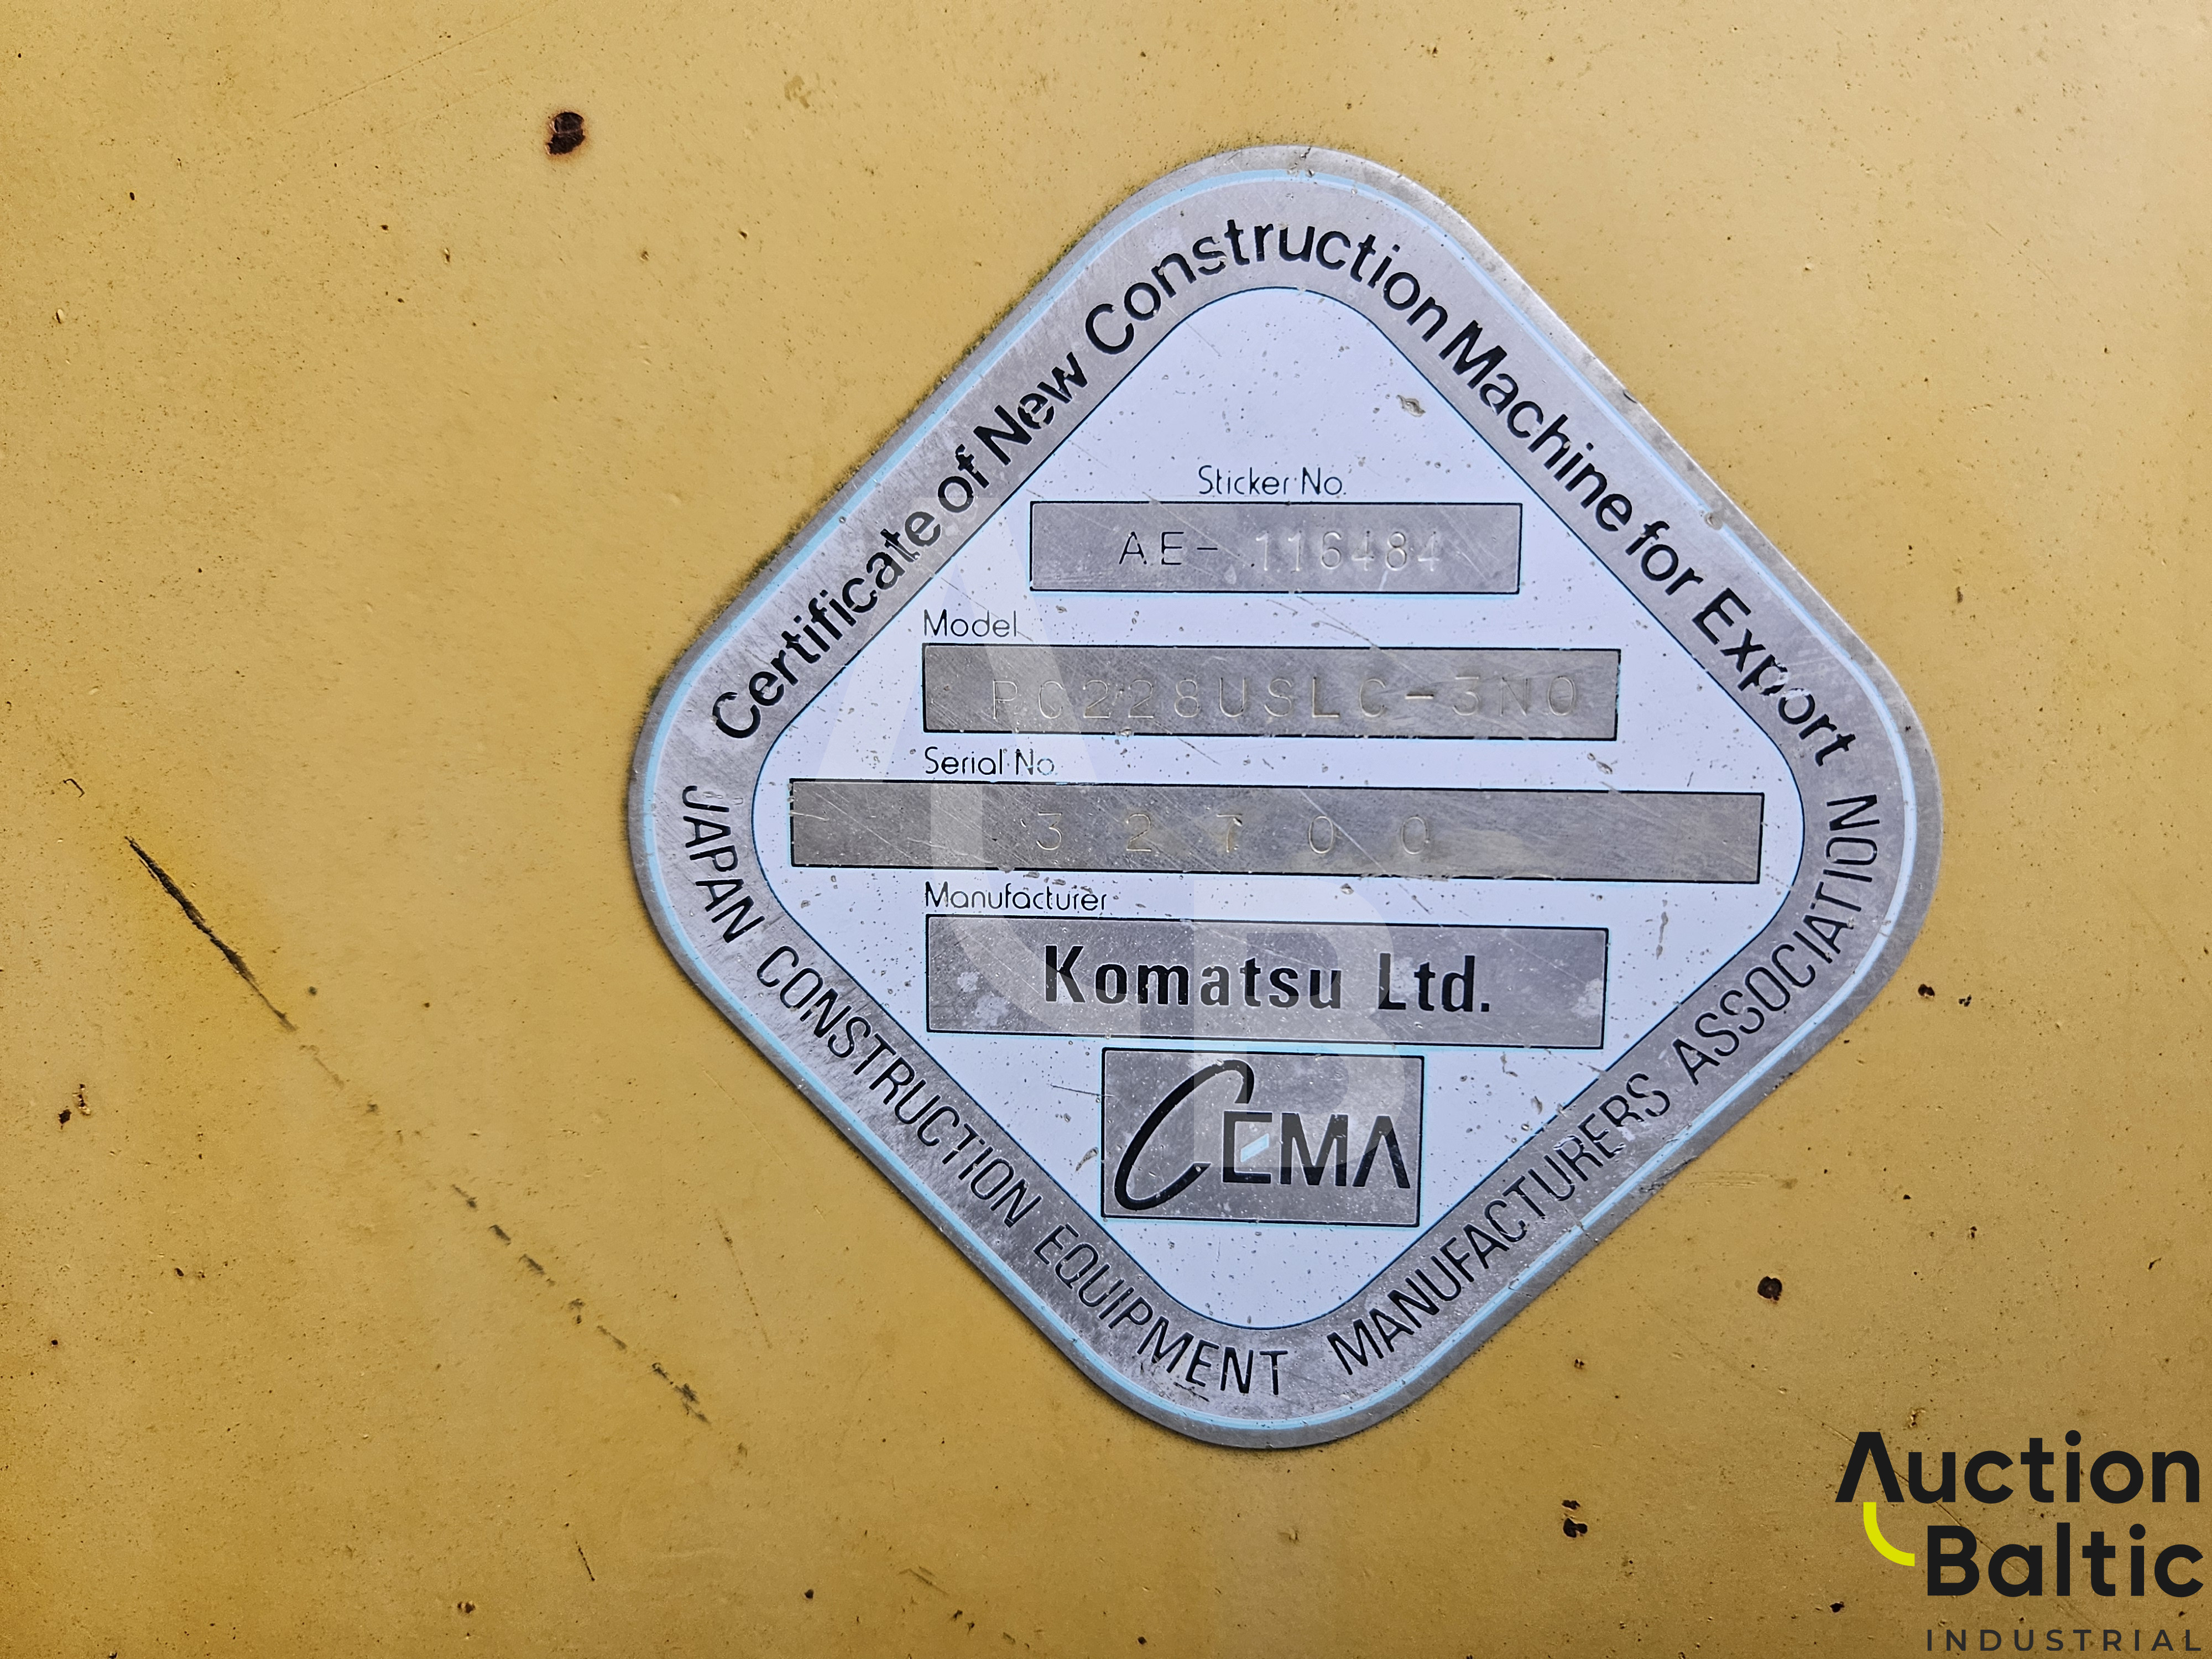 Certificate of New Construction Machine for Export
Sticker No.
AE- 116484
Model
PC228USLC-3NO
Serial No.
32700
Manufacturer
Komatsu Ltd.
CEMA
JAPAN CONSTRUCTION EQUIPMENT MANUFACTURERS ASSOCIATION
Auction
Baltic
INDUSTRIAL